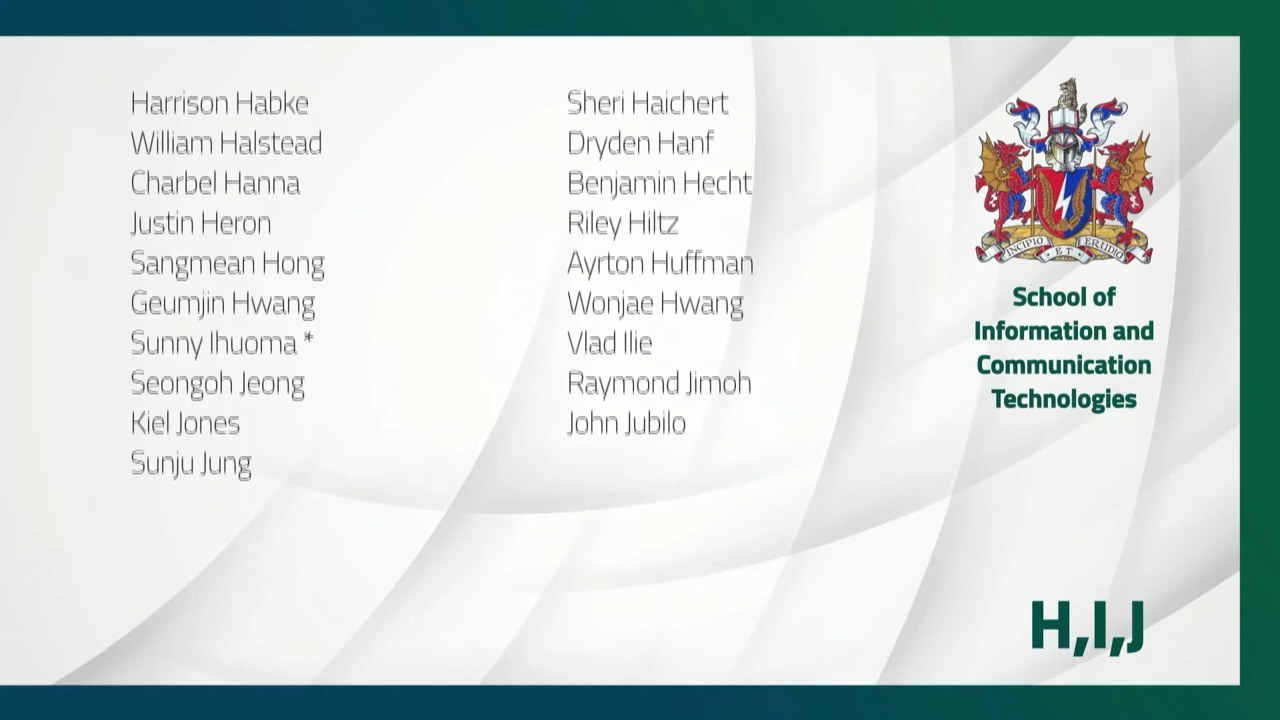 Harrison Habke
William Halstead
Charbel Hanna
Justin Heron
Sangmean Hong
Geumjin Hwang
Sunny Ihuoma *
Seongoh Jeong
Kiel Jones
Sunju Jung
Sheri Haichert
Dryden Hanf
Benjamin Hecht
Riley Hiltz
Ayrton Huffman
Wonjae Hwang
Vlad Ilie
Raymond Jimoh
John Jubilo
NCIPIO ET ERUDIO
School of
Information and
Communication
Technologies
H,I,J